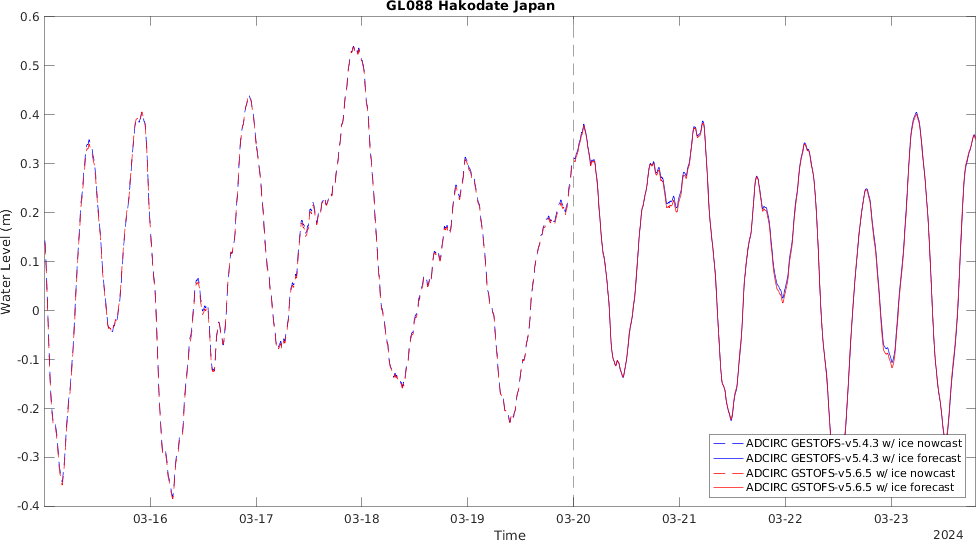 GL088 Hakodate Japan
Water Level (m)
0.6
0.5
0.4
0.3
0.2
0.1
0
-0.1
-0.2
-0.3
-0.4
ADCIRC GESTOFS-v5.4.3 w/ ice nowcast
ADCIRC GESTOFS-v5.4.3 w/ ice forecast
ADCIRC GSTOFS-v5.6.5 w/ ice nowcast
ADCIRC GSTOFS-v5.6.5 w/ ice forecast
03-16 03-17 03-18 03-19 03-20 03-21 03-22 03-23
Time
2024